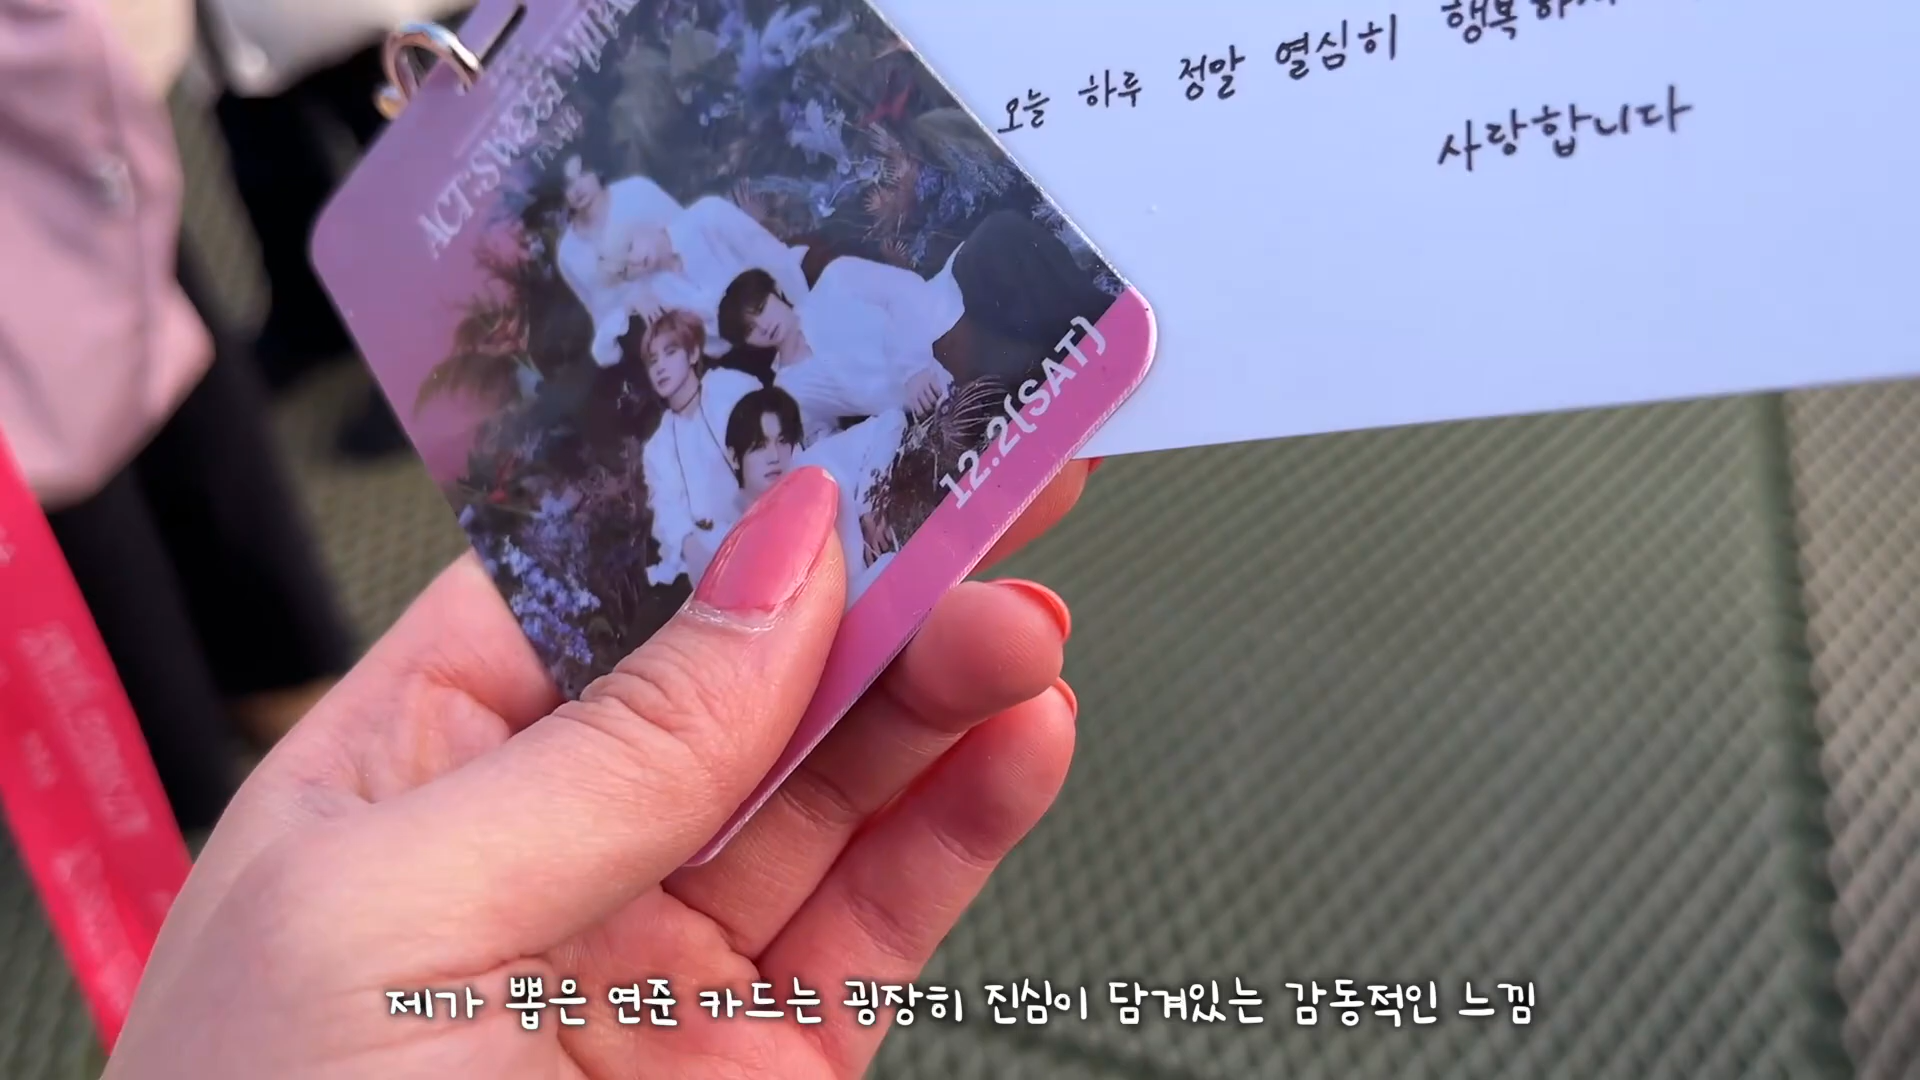 오늘 하루 정말 열심히
사랑합니다
ACT:SWEET MIRAGE
12.2(SAT)
제가 뽑은 연준 카드는 굉장히 진심이 담겨있는 감동적인 느낌